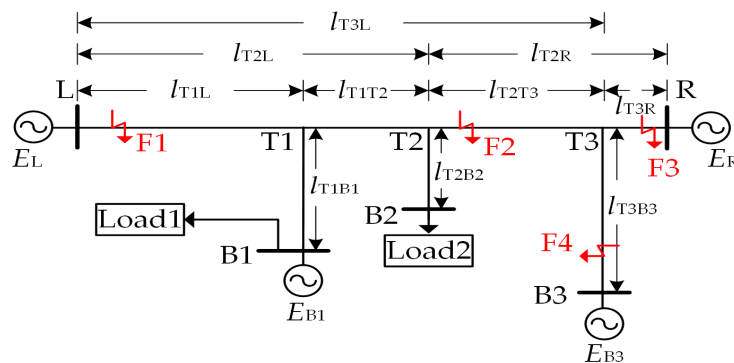 lT3L
lT2L lT2R
lT1L lT1T2 lT2T3 lT3R
L R
F1 T1 T2 F2 T3 F3
EL ER
lT1B1 lT2B2 lT3B3
Load1 B2
B1 Load2 F4
EB1 B3
EB3